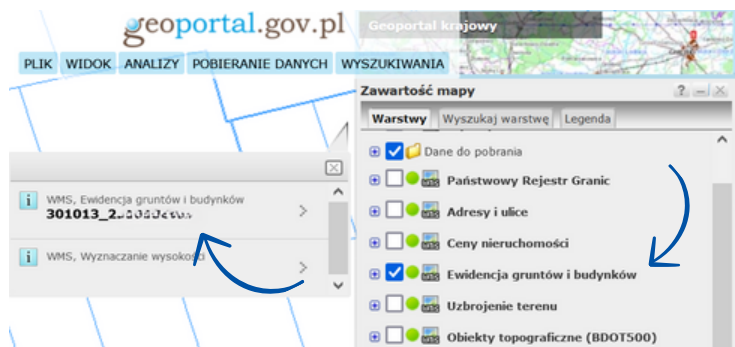 geoportal.gov.pl
Geoportal krajowy
PLIK WIDOK ANALIZY POBIERANIE DANYCH WYSZUKIWANIA
Zawartość mapy
Warstwy Wyszukaj warstwę Legenda
Dane do pobrania
Państwowy Rejestr Granic
Adresy i ulice
Ceny nieruchomości
Ewidencja gruntów i budynków
Uzbrojenie terenu
Obiekty topograficzne (BDOT500)
WMS, Ewidencja gruntów i budynków
301013_2.
WMS, Wyznaczanie wysokości